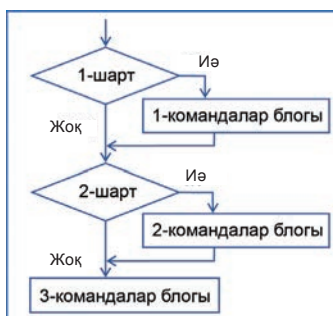 1-шарт
Иә
1-командалар блогы
Жоқ
2-шарт
Иә
2-командалар блогы
Жоқ
3-командалар блогы